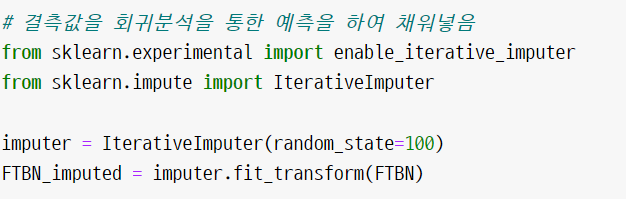 # 결측값을 회귀분석을 통한 예측을 하여 채워넣음
from sklearn.experimental import enable_iterative_imputer
from sklearn.impute import IterativeImputer
imputer = IterativeImputer(random_state=100)
FTBN_imputed = imputer.fit_transform(FTBN)